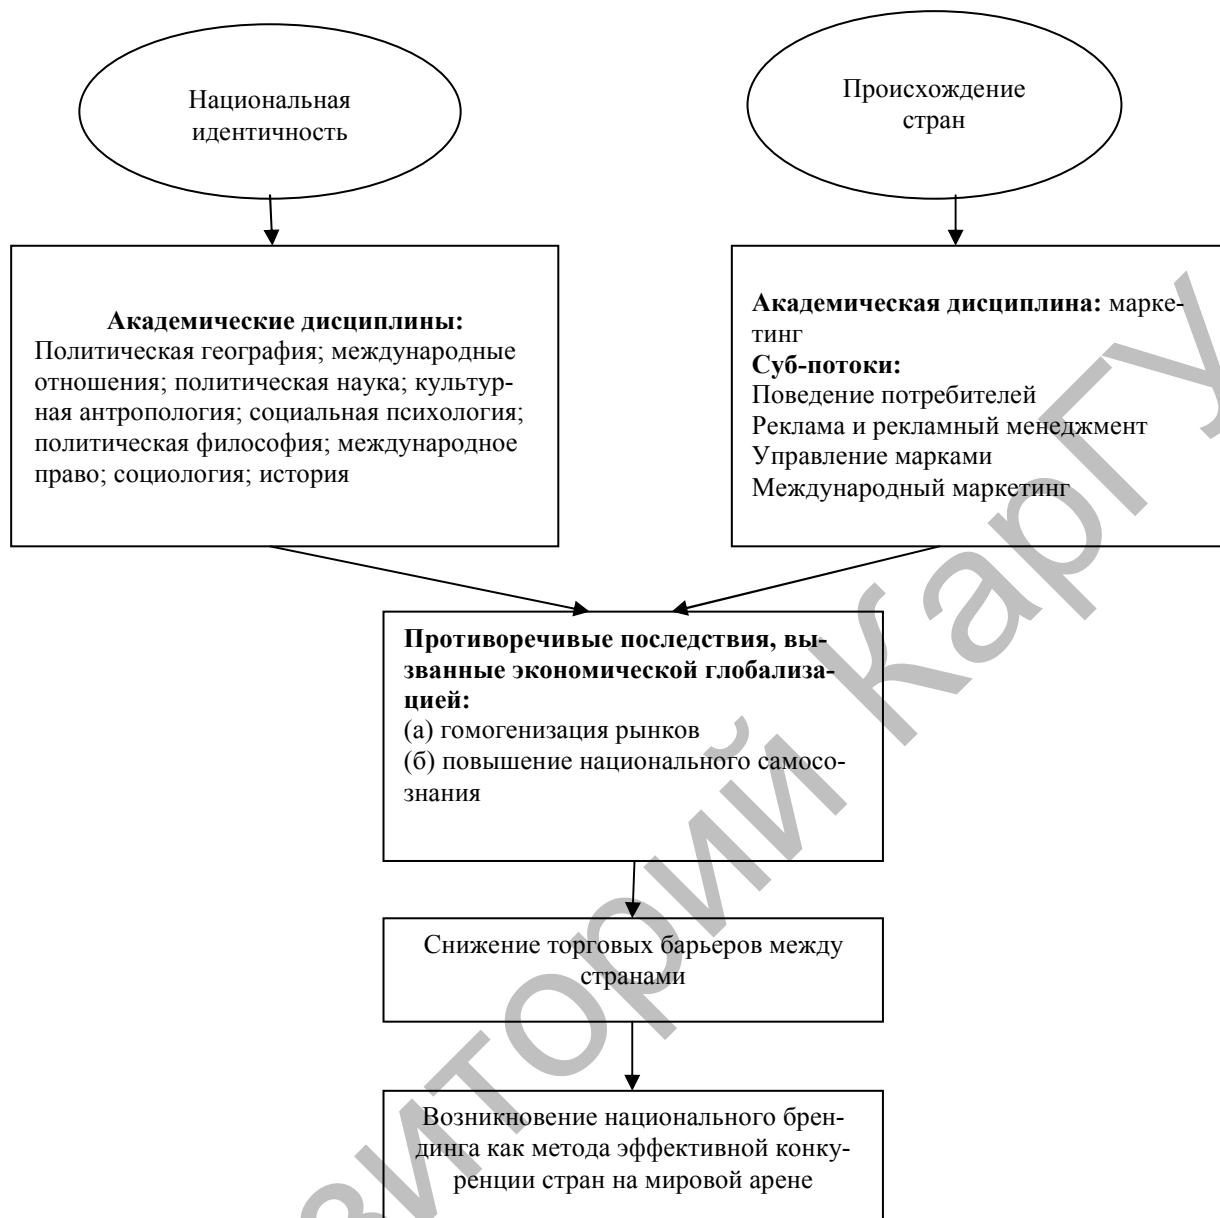 Национальная
идентичность
Происхождение
стран
Академические дисциплины:
Политическая география; международные
отношения; политическая наука; культур-
ная антропология; социальная психология;
политическая философия; международное
право; социология; история
Академическая дисциплина: марке-
тинг
Суб-потоки:
Поведение потребителей
Реклама и рекламный менеджмент
Управление марками
Международный маркетинг
Противоречивые последствия, вы-
званные экономической глобализа-
цией:
(а) гомогенизация рынков
(б) повышение национального самосо-
знания
Снижение торговых барьеров между
странами
Возникновение национального брен-
динга как метода эффективной конку-
ренции стран на мировой арене
зиторий КарГУ